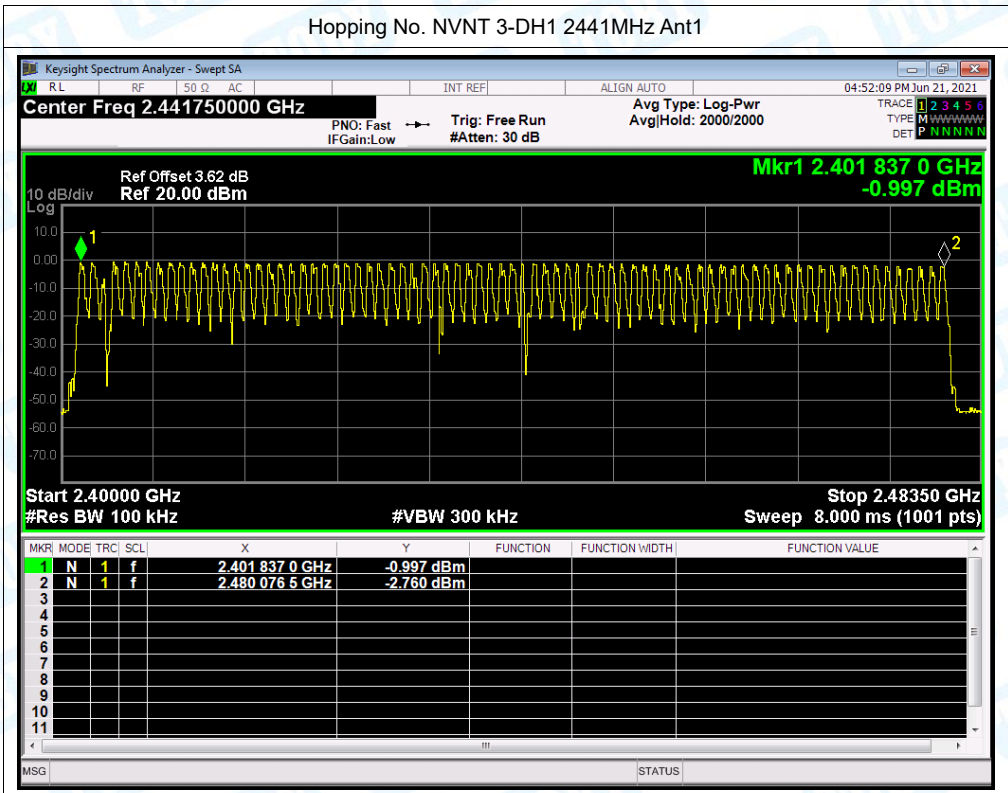 Hopping No. NVNT 3-DH1 2441MHz Ant1
Keysight Spectrum Analyzer - Swept SA
LXI RL RF 50 Ω AC INT REF ALIGN AUTO 04:52:09 PM Jun 21, 2021
Center Freq 2.441750000 GHz
PNO: Fast
IFGain:Low
Trig: Free Run
#Atten: 30 dB
Avg Type: Log-Pwr
Avg|Hold: 2000/2000
TRACE 1 2 3 4 5 6
TYPE M WWWWW
DET P N N N N N
Mkr1 2.401 837 0 GHz
-0.997 dBm
Ref Offset 3.62 dB
10 dB/div Ref 20.00 dBm
Log
10.0
0.00
-10.0
-20.0
-30.0
-40.0
-50.0
-60.0
-70.0
1
2
Start 2.40000 GHz Stop 2.48350 GHz
#Res BW 100 kHz #VBW 300 kHz Sweep 8.000 ms (1001 pts)
MKR MODE TRC SCL X Y FUNCTION FUNCTION WIDTH FUNCTION VALUE
1 N 1 f 2.401 837 0 GHz -0.997 dBm
2 N 1 f 2.480 076 5 GHz -2.760 dBm
3
4
5
6
7
8
9
10
11
MSG STATUS